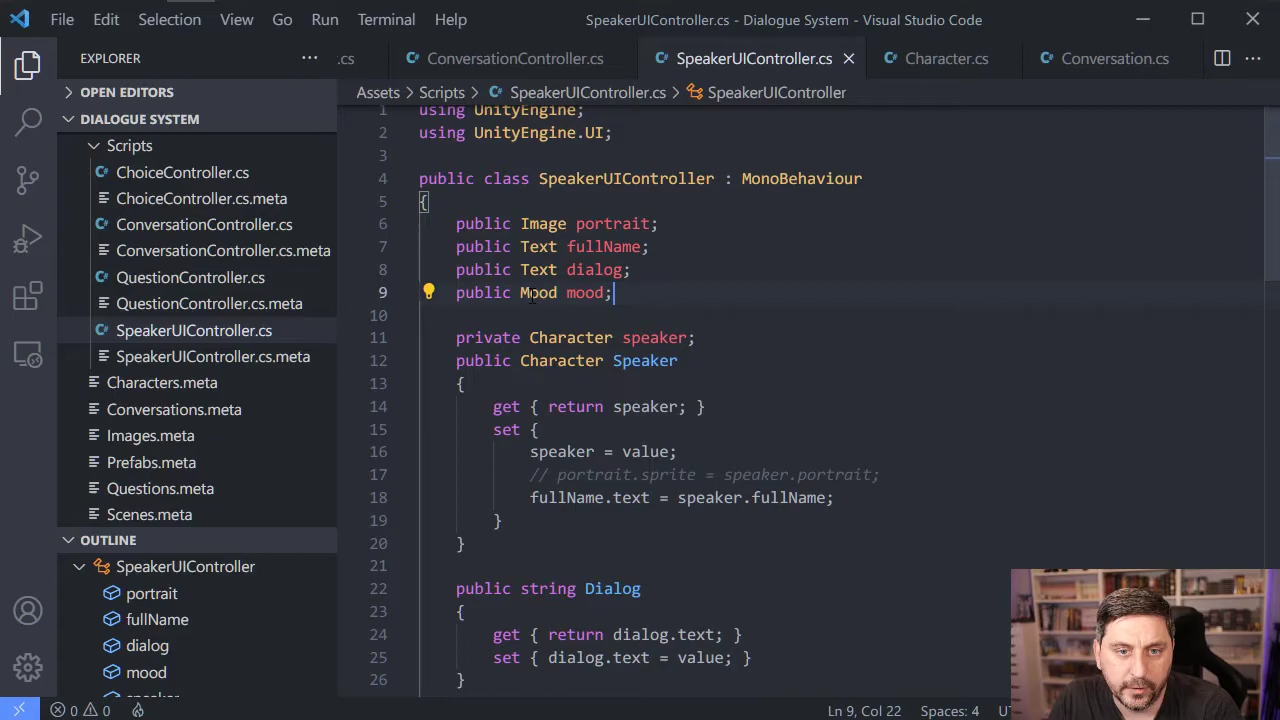 File Edit Selection View Go Run Terminal Help SpeakerUIController.cs - Dialogue System - Visual Studio Code
EXPLORER
.cs ConversationController.cs SpeakerUIController.cs Character.cs Conversation.cs
OPEN EDITORS
Assets > Scripts > SpeakerUIController.cs > SpeakerUIController
DIALOGUE SYSTEM
Scripts
ChoiceController.cs
ChoiceController.cs.meta
ConversationController.cs
ConversationController.cs.meta
QuestionController.cs
QuestionController.cs.meta
SpeakerUIController.cs
SpeakerUIController.cs.meta
Characters.meta
Conversations.meta
Images.meta
Prefabs.meta
Questions.meta
Scenes.meta
OUTLINE
SpeakerUIController
portrait
fullName
dialog
mood
1 using UnityEngine;
2 using UnityEngine.UI;
3
4 public class SpeakerUIController : MonoBehaviour
5 {
6 public Image portrait;
7 public Text fullName;
8 public Text dialog;
9 public Mood mood;
10
11 private Character speaker;
12 public Character Speaker
13 {
14 get { return speaker; }
15 set {
16 speaker = value;
17 // portrait.sprite = speaker.portrait;
18 fullName.text = speaker.fullName;
19 }
20 }
21
22 public string Dialog
23 {
24 get { return dialog.text; }
25 set { dialog.text = value; }
26 }
0 0 Ln 9, Col 22 Spaces: 4